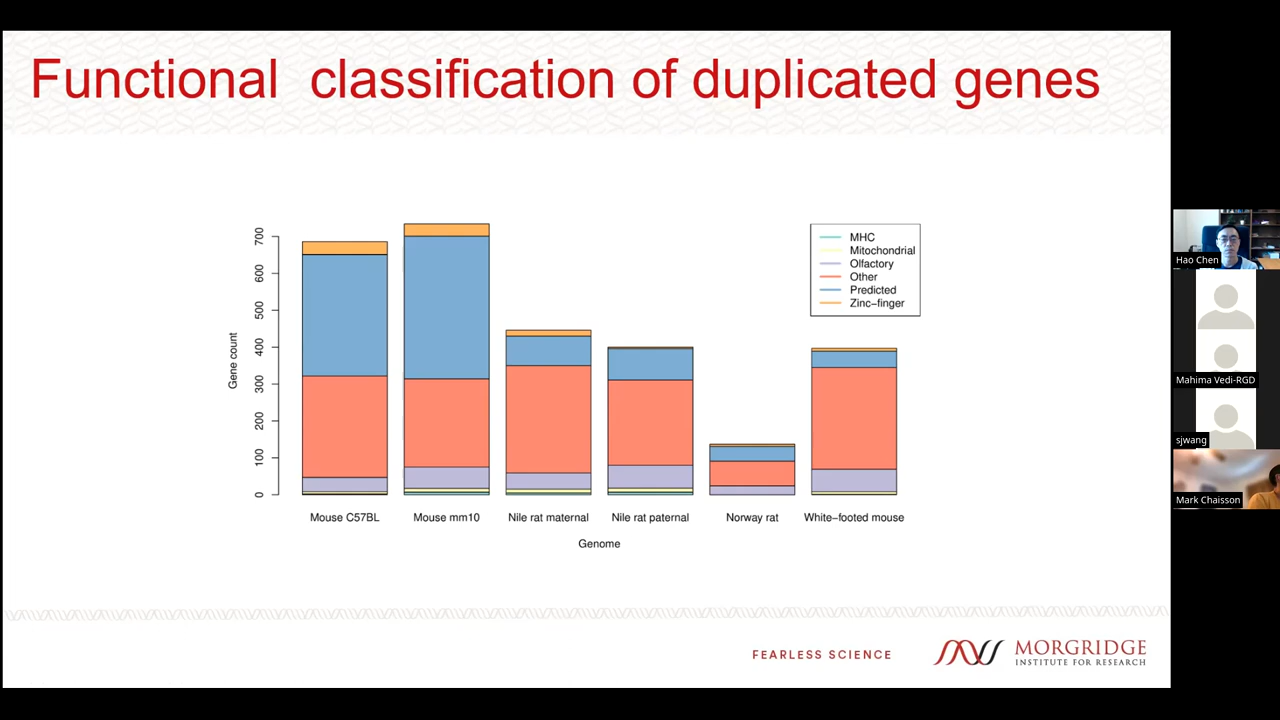 Functional classification of duplicated genes
Gene count
700
600
500
400
300
200
100
0
MHC
Mitochondrial
Olfactory
Other
Predicted
Zinc−finger
Mouse C57BL
Mouse mm10
Nile rat maternal
Nile rat paternal
Norway rat
White−footed mouse
Genome
FEARLESS SCIENCE
MORGRIDGE
INSTITUTE FOR RESEARCH
Hao Chen
Mahima Vedi-RGD
sjwang
Mark Chaisson